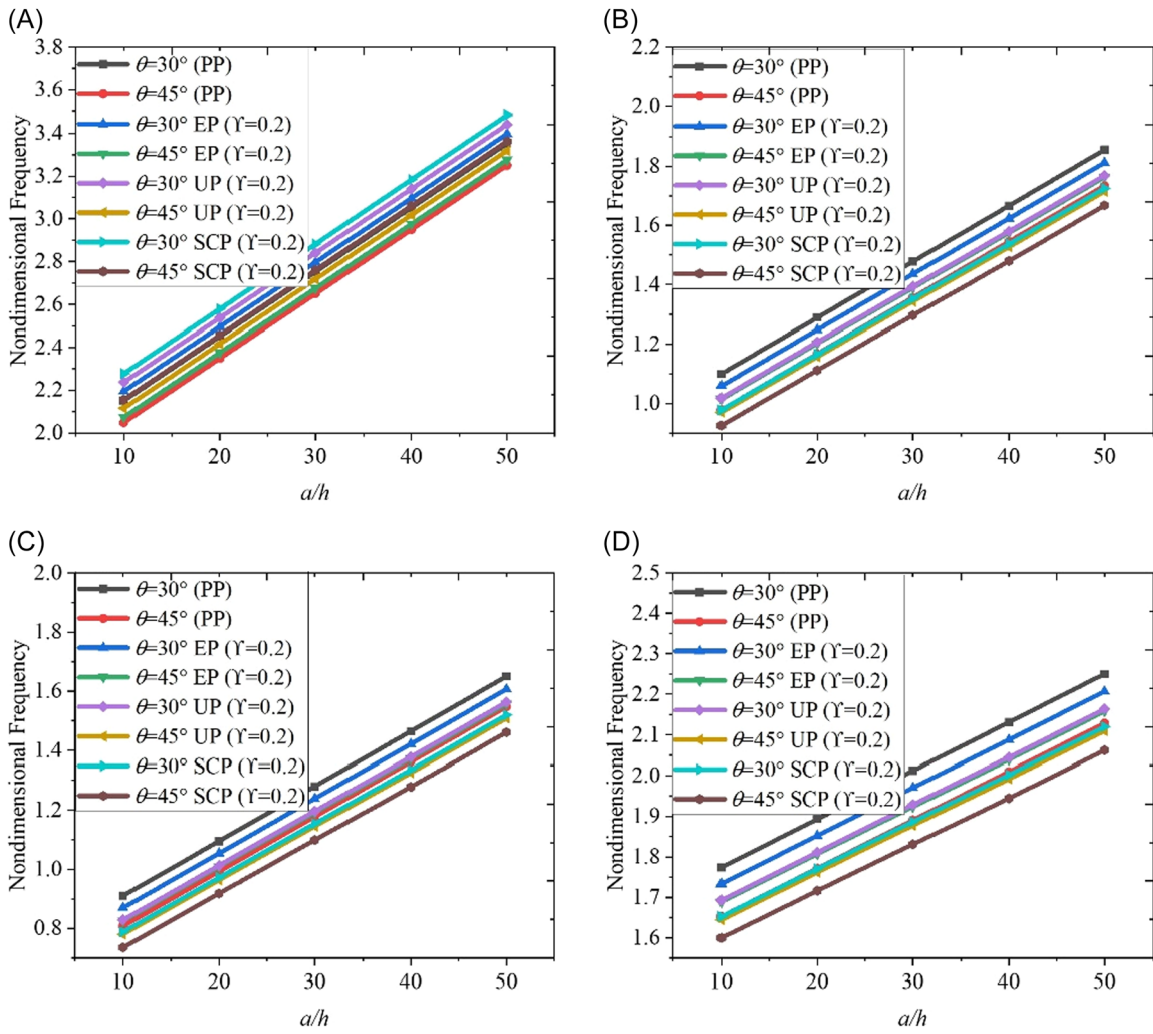 (A)
Nondimensional Frequency
3.8
3.6
3.4
3.2
3.0
2.8
2.6
2.4
2.2
2.0
θ=30° (PP)
θ=45° (PP)
θ=30° EP (ϒ=0.2)
θ=45° EP (ϒ=0.2)
θ=30° UP (ϒ=0.2)
θ=45° UP (ϒ=0.2)
θ=30° SCP (ϒ=0.2)
θ=45° SCP (ϒ=0.2)
10 20 30 40 50
a/h
(B)
Nondimensional Frequency
2.2
2.0
1.8
1.6
1.4
1.2
1.0
θ=30° (PP)
θ=45° (PP)
θ=30° EP (ϒ=0.2)
θ=45° EP (ϒ=0.2)
θ=30° UP (ϒ=0.2)
θ=45° UP (ϒ=0.2)
θ=30° SCP (ϒ=0.2)
θ=45° SCP (ϒ=0.2)
10 20 30 40 50
a/h
(C)
Nondimensional Frequency
2.0
1.8
1.6
1.4
1.2
1.0
0.8
θ=30° (PP)
θ=45° (PP)
θ=30° EP (ϒ=0.2)
θ=45° EP (ϒ=0.2)
θ=30° UP (ϒ=0.2)
θ=45° UP (ϒ=0.2)
θ=30° SCP (ϒ=0.2)
θ=45° SCP (ϒ=0.2)
10 20 30 40 50
a/h
(D)
Nondimensional Frequency
2.5
2.4
2.3
2.2
2.1
2.0
1.9
1.8
1.7
1.6
θ=30° (PP)
θ=45° (PP)
θ=30° EP (ϒ=0.2)
θ=45° EP (ϒ=0.2)
θ=30° UP (ϒ=0.2)
θ=45° UP (ϒ=0.2)
θ=30° SCP (ϒ=0.2)
θ=45° SCP (ϒ=0.2)
10 20 30 40 50
a/h